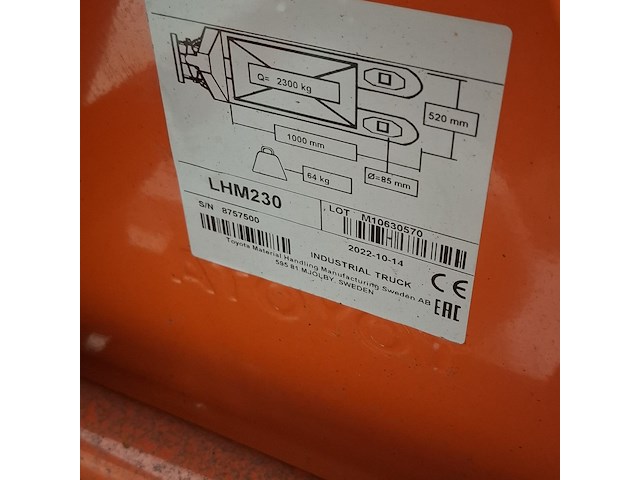 Q= 2300 kg
520 mm
1000 mm
64 kg
Ø=85 mm
LHM230
S/N 8757500
LOT M10630570
2022-10-14
INDUSTRIAL TRUCK
Toyota Material Handling Manufacturing Sweden AB
595 81 MJÖLBY SWEDEN
CE
EAC